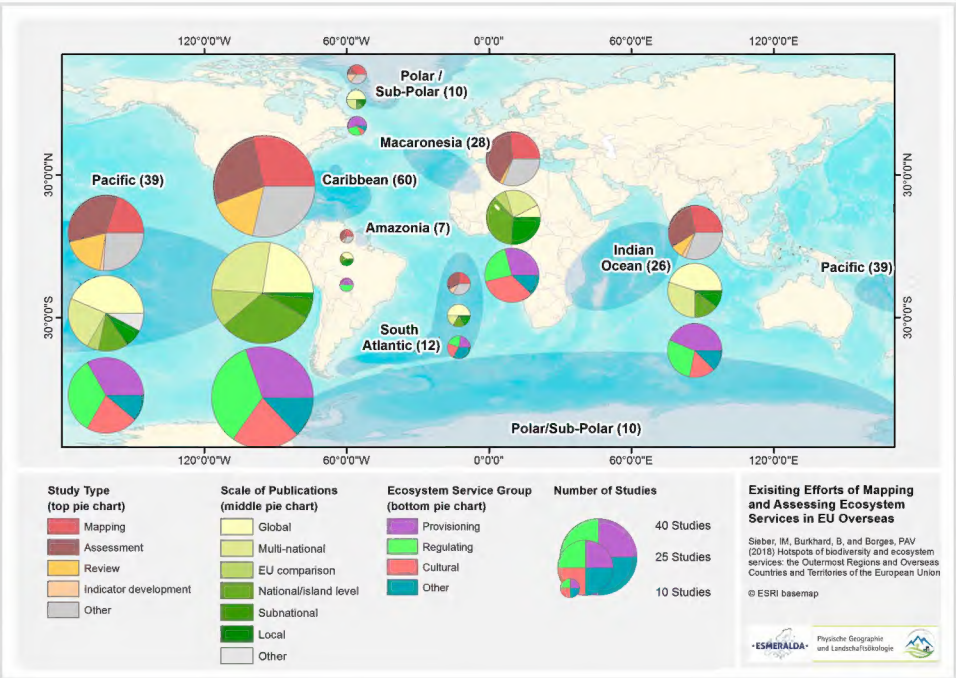 120°0'0"W 60°0'0"W 0°0'0" 60°0'0"E 120°0'0"E
Polar /
Sub-Polar (10)
Macaronesia (28)
30°0'0"N
30°0'0"N
Pacific (39)
Caribbean (60)
Amazonia (7)
Indian
Ocean (26)
Pacific (39)
30°0'0"S
30°0'0"S
South
Atlantic (12)
Polar/Sub-Polar (10)
120°0'0"W 60°0'0"W 0°0'0" 60°0'0"E 120°0'0"E
Study Type
(top pie chart)
Mapping
Assessment
Review
Indicator development
Other
Scale of Publications
(middle pie chart)
Global
Multi-national
EU comparison
National/island level
Subnational
Local
Other
Ecosystem Service Group
(bottom pie chart)
Provisioning
Regulating
Cultural
Other
Number of Studies
40 Studies
25 Studies
10 Studies
Exisiting Efforts of Mapping
and Assessing Ecosystem
Services in EU Overseas
Sieber, IM, Burkhard, B, and Borges, PAV
(2018) Hotspots of biodiversity and ecosystem
services: the Outermost Regions and Overseas
Countries and Territories of the European Union
© ESRI basemap
·ESMERALDA·
Physische Geographie
und Landschaftsökologie